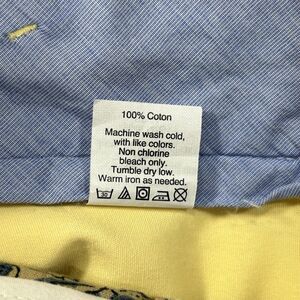 100% Coton
Machine wash cold,
with like colors.
Non chlorine
bleach only.
Tumble dry low.
Warm iron as needed.